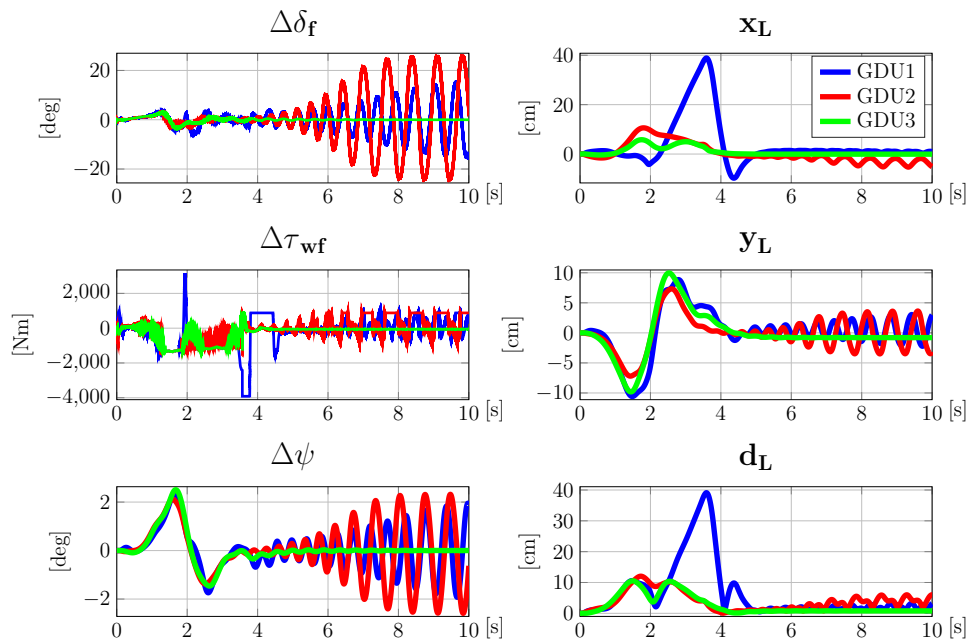 Δδf
[deg]
20
0
−20
0 2 4 6 8 10 [s]
xL
[cm]
40
20
0
0 2 4 6 8 10 [s]
GDU1
GDU2
GDU3
Δτwf
[Nm]
2,000
0
−2,000
−4,000
0 2 4 6 8 10 [s]
yL
[cm]
10
5
0
−5
−10
0 2 4 6 8 10 [s]
Δψ
[deg]
2
0
−2
0 2 4 6 8 10 [s]
dL
[cm]
40
30
20
10
0
0 2 4 6 8 10 [s]